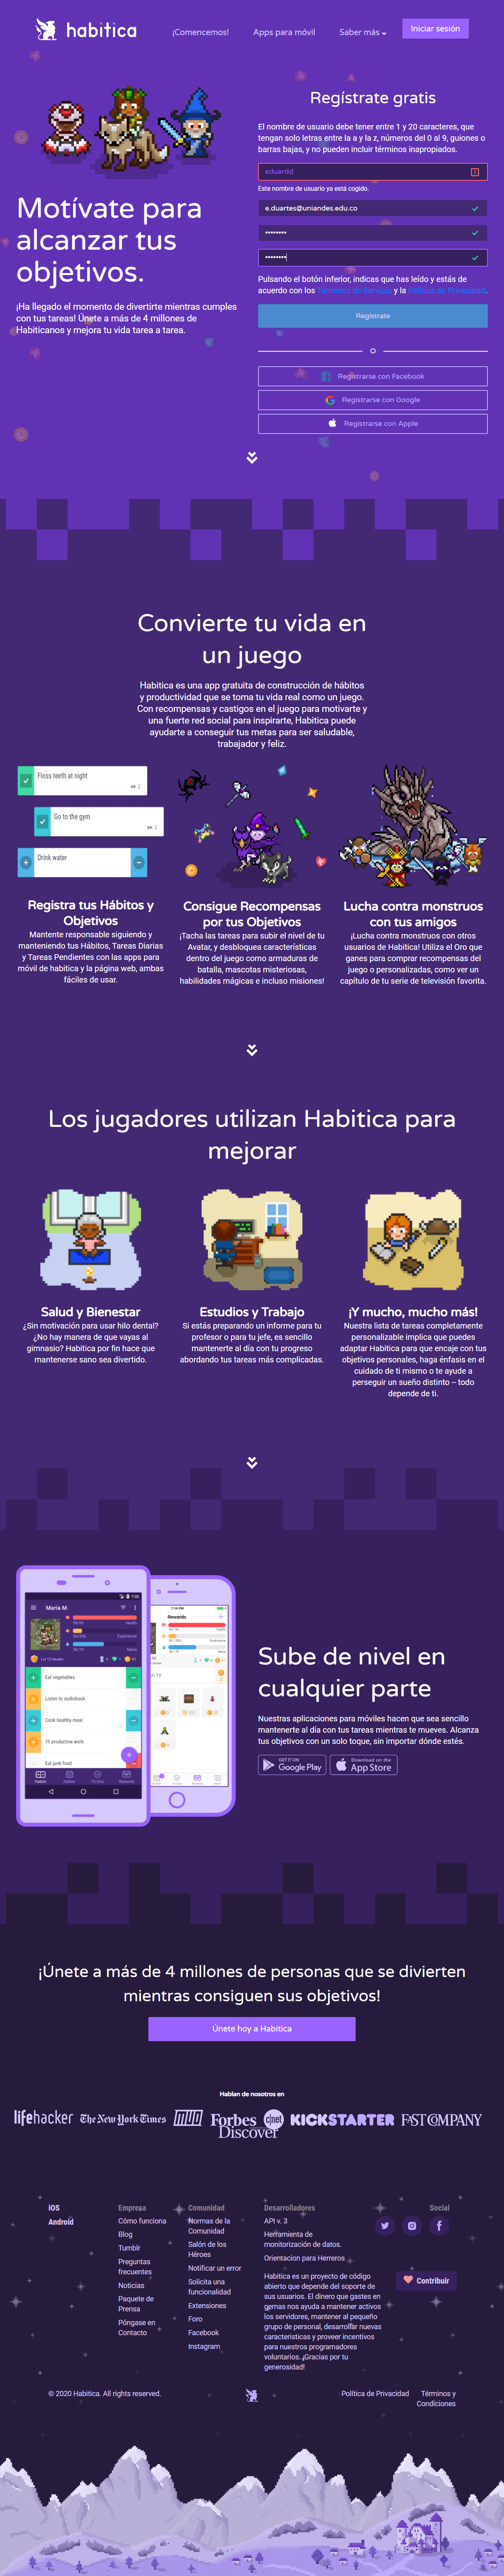 habitica
¡Comencemos!
Apps para móvil
Saber más
Iniciar sesión
Motívate para
alcanzar tus
objetivos.
¡Ha llegado el momento de divertirte mientras cumples
con tus tareas! Únete a más de 4 millones de
Habiticanos y mejora tu vida tarea a tarea.
Regístrate gratis
El nombre de usuario debe tener entre 1 y 20 caracteres, que
tengan solo letras entre la a y la z, números del 0 al 9, guiones o
barras bajas, y no pueden incluir términos inapropiados.
eduardd
Este nombre de usuario ya está cogido.
e.duartes@uniandes.edu.co
••••••••
••••••••
Pulsando el botón inferior, indicas que has leído y estás de
acuerdo con los Términos de Servicio y la Política de Privacidad.
Regístrate
O
Registrarse con Facebook
Registrarse con Google
Registrarse con Apple
Convierte tu vida en
un juego
Habitica es una app gratuita de construcción de hábitos
y productividad que se toma tu vida real como un juego.
Con recompensas y castigos en el juego para motivarte y
una fuerte red social para inspirarte, Habitica puede
ayudarte a conseguir tus metas para ser saludable,
trabajador y feliz.
Floss teeth at night
2
Go to the gym
3
Drink water
Registra tus Hábitos y
Objetivos
Mantente responsable siguiendo y
manteniendo tus Hábitos, Tareas Diarias
y Tareas Pendientes con las apps para
móvil de habitica y la página web, ambas
fáciles de usar.
Consigue Recompensas
por tus Objetivos
¡Tacha las tareas para subir el nivel de tu
Avatar, y desbloquea características
dentro del juego como armaduras de
batalla, mascotas misteriosas,
habilidades mágicas e incluso misiones!
Lucha contra monstruos
con tus amigos
¡Lucha contra monstruos con otros
usuarios de Habitica! Utiliza el Oro que
ganes para comprar recompensas del
juego o personalizadas, como ver un
capítulo de tu serie de televisión favorita.
Los jugadores utilizan Habitica para
mejorar
Salud y Bienestar
¿Sin motivación para usar hilo dental?
¿No hay manera de que vayas al
gimnasio? Habitica por fin hace que
mantenerse sano sea divertido.
Estudios y Trabajo
Si estás preparando un informe para tu
profesor o para tu jefe, es sencillo
mantenerte al día con tu progreso
abordando tus tareas más complicadas.
¡Y mucho, mucho más!
Nuestra lista de tareas completamente
personalizable implica que puedes
adaptar Habitica para que encaje con tus
objetivos personales, haga énfasis en el
cuidado de ti mismo o te ayude a
perseguir un sueño distinto -- todo
depende de ti.
Maria M.
Health
Experience
Mana
Eat vegetables
Listen to audiobook
Cook healthy meal
1h productive work
Eat junk food
Habits
Dailies
To-Dos
Rewards
Rewards
Health
Experience
Mana
Sube de nivel en
cualquier parte
Nuestras aplicaciones para móviles hacen que sea sencillo
mantenerte al día con tus tareas mientras te mueves. Alcanza
tus objetivos con un solo toque, sin importar dónde estés.
GET IT ON
Google Play
Download on the
App Store
¡Únete a más de 4 millones de personas que se divierten
mientras consiguen sus objetivos!
Únete hoy a Habitica
Hablan de nosotros en
lifehacker
The New York Times
Forbes
cnet
Discover
KICKSTARTER
FAST COMPANY
iOS
Android
Empresa
Cómo funciona
Blog
Tumblr
Preguntas
frecuentes
Noticias
Paquete de
Prensa
Póngase en
Contacto
Comunidad
Normas de la
Comunidad
Salón de los
Héroes
Notificar un error
Solicita una
funcionalidad
Extensiones
Foro
Facebook
Instagram
Desarrolladores
API v. 3
Herramienta de
monitorización de datos.
Orientacion para Herreros
Social
Habitica es un proyecto de código
abierto que depende del soporte de
sus usuarios. El dinero que gastes en
gemas nos ayuda a mantener activos
los servidores, mantener al pequeño
grupo de personal, desarrollar nuevas
características y proveer incentivos
para nuestros programadores
voluntarios. ¡Gracias por tu
generosidad!
Contribuir
© 2020 Habitica. All rights reserved.
Política de Privacidad
Términos y
Condiciones